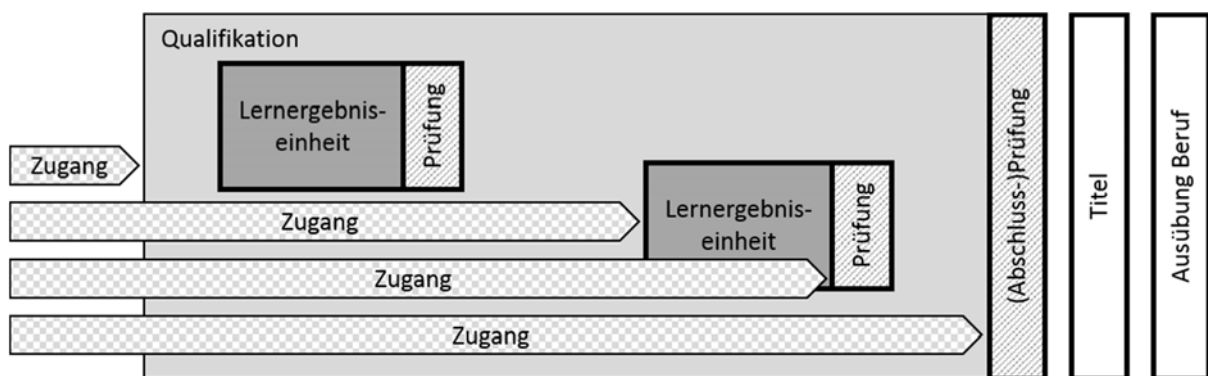 Qualifikation
Lernergebnis-
einheit
Prüfung
Zugang
Zugang
Lernergebnis-
einheit
Prüfung
Zugang
Zugang
(Abschluss-)Prüfung
Titel
Ausübung Beruf